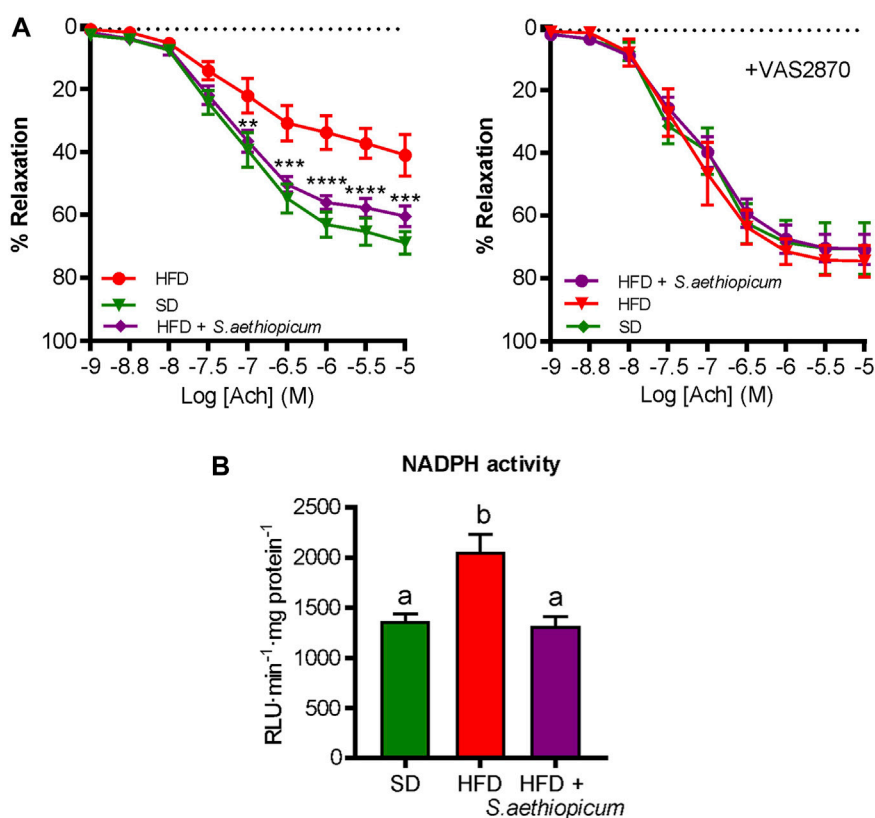 A
0
20
40
60
80
100
% Relaxation
**
***
****
****
***
HFD
SD
HFD + S.aethiopicum
-9 -8.8 -8 -7.5 -7 -6.5 -6 -5.5 -5
Log [Ach] (M)
0
20
40
60
80
100
% Relaxation
+VAS2870
HFD + S.aethiopicum
HFD
SD
-9 -8.8 -8 -7.5 -7 -6.5 -6 -5.5 -5
Log [Ach] (M)
B
NADPH activity
2500
2000
1500
1000
500
0
RLU·min⁻¹·mg protein⁻¹
a
b
a
SD HFD HFD +
S.aethiopicum